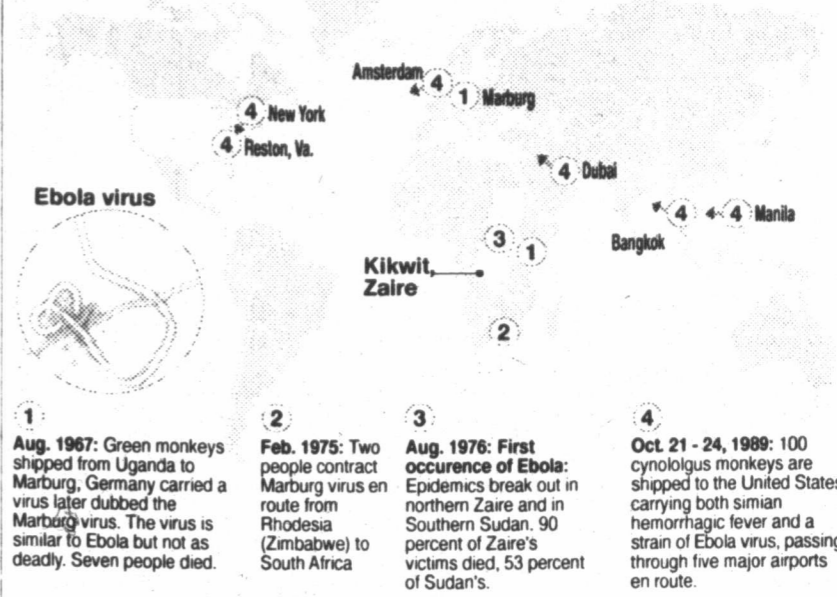 Amsterdam 4
1 Marburg
4 New York
4 Reston, Va.
4 Dubai
Ebola virus
4 4 Manila
Bangkok
3
1
Kikwit,
Zaire
2
1
Aug. 1967: Green monkeys
shipped from Uganda to
Marburg, Germany carried a
virus later dubbed the
Marburg virus. The virus is
similar to Ebola but not as
deadly. Seven people died.
2
Feb. 1975: Two
people contract
Marburg virus en
route from
Rhodesia
(Zimbabwe) to
South Africa
3
Aug. 1976: First
occurence of Ebola:
Epidemics break out in
northern Zaire and in
Southern Sudan. 90
percent of Zaire's
victims died, 53 percent
of Sudan's.
4
Oct. 21 - 24, 1989: 100
cynololgus monkeys are
shipped to the United States
carrying both simian
hemorrhagic fever and a
strain of Ebola virus, passing
through five major airports
en route.